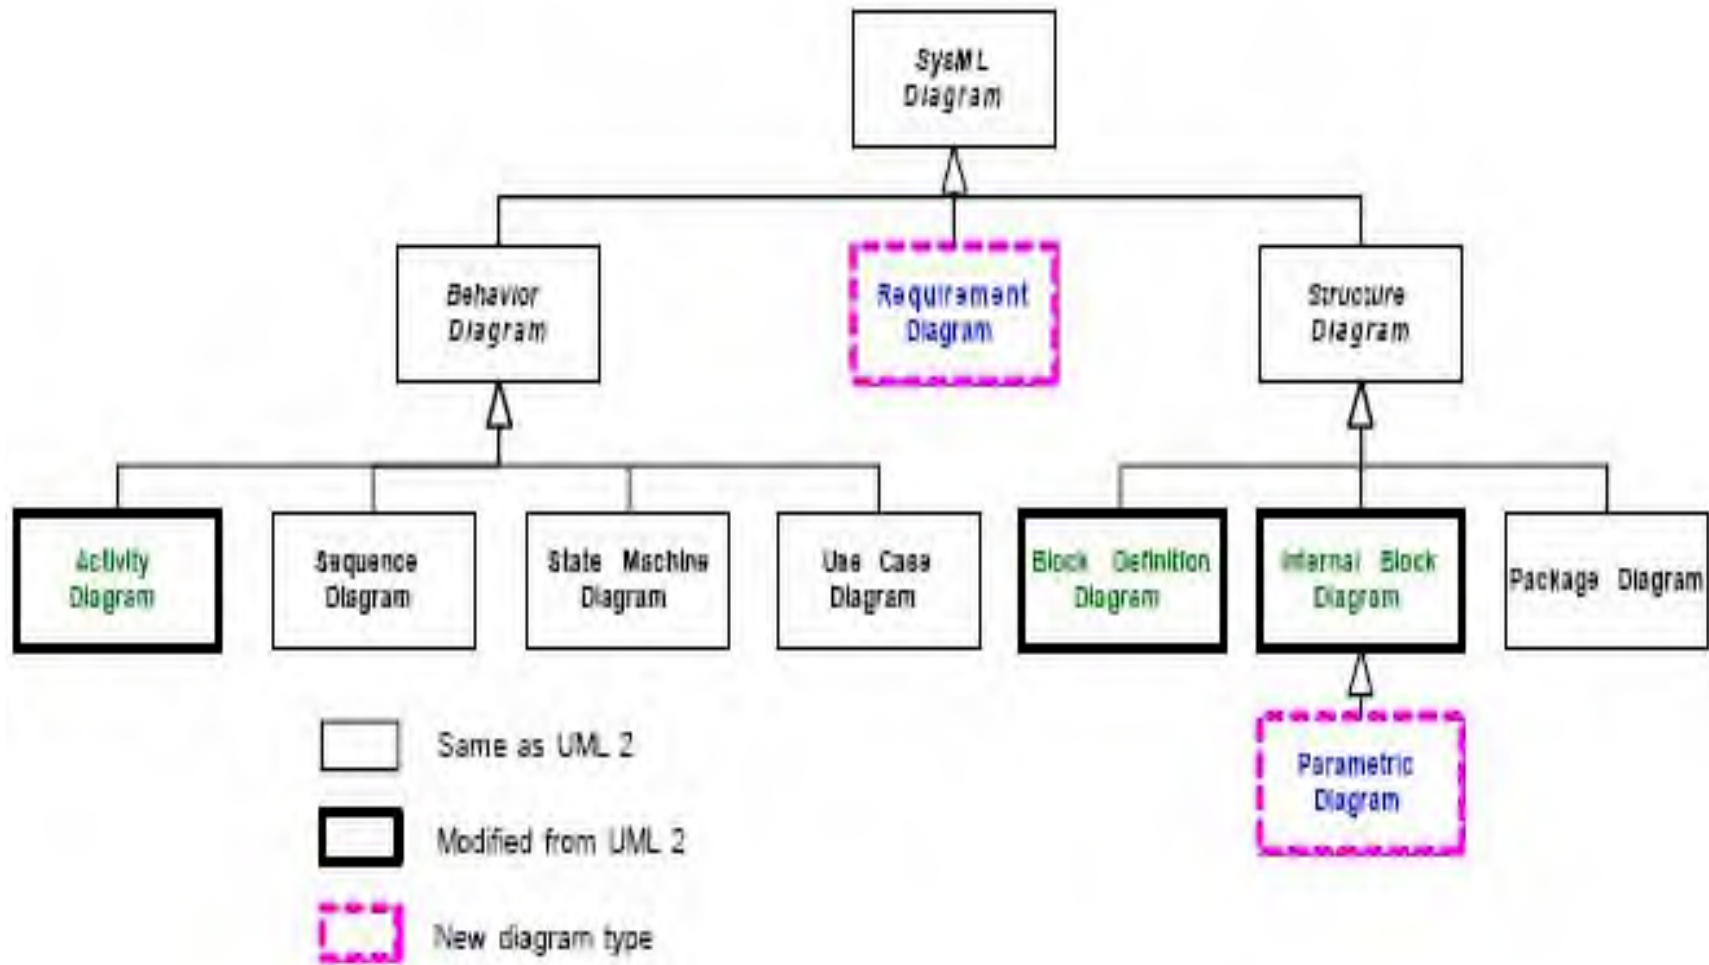 SysML
Diagram
Behavior
Diagram
Requirement
Diagram
Structure
Diagram
Activity
Diagram
Sequence
Diagram
State Machine
Diagram
Use Case
Diagram
Block Definition
Diagram
Internal Block
Diagram
Package Diagram
Parametric
Diagram
Same as UML 2
Modified from UML 2
New diagram type